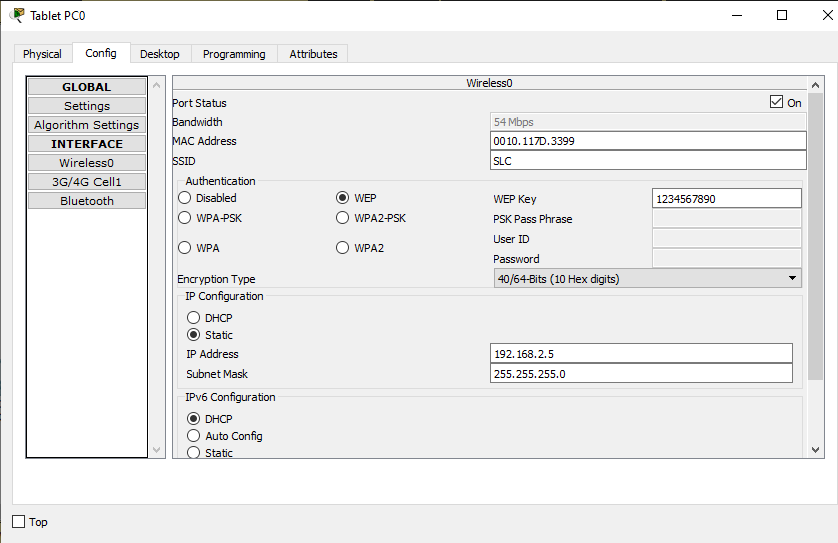 Tablet PC0
Physical Config Desktop Programming Attributes
GLOBAL
Settings
Algorithm Settings
INTERFACE
Wireless0
3G/4G Cell1
Bluetooth
Wireless0
Port Status On
Bandwidth 54 Mbps
MAC Address 0010.117D.3399
SSID SLC
Authentication
Disabled WEP WEP Key 1234567890
WPA-PSK WPA2-PSK PSK Pass Phrase
User ID
WPA WPA2
Password
Encryption Type 40/64-Bits (10 Hex digits)
IP Configuration
DHCP
Static
IP Address 192.168.2.5
Subnet Mask 255.255.255.0
IPv6 Configuration
DHCP
Auto Config
Static
Top